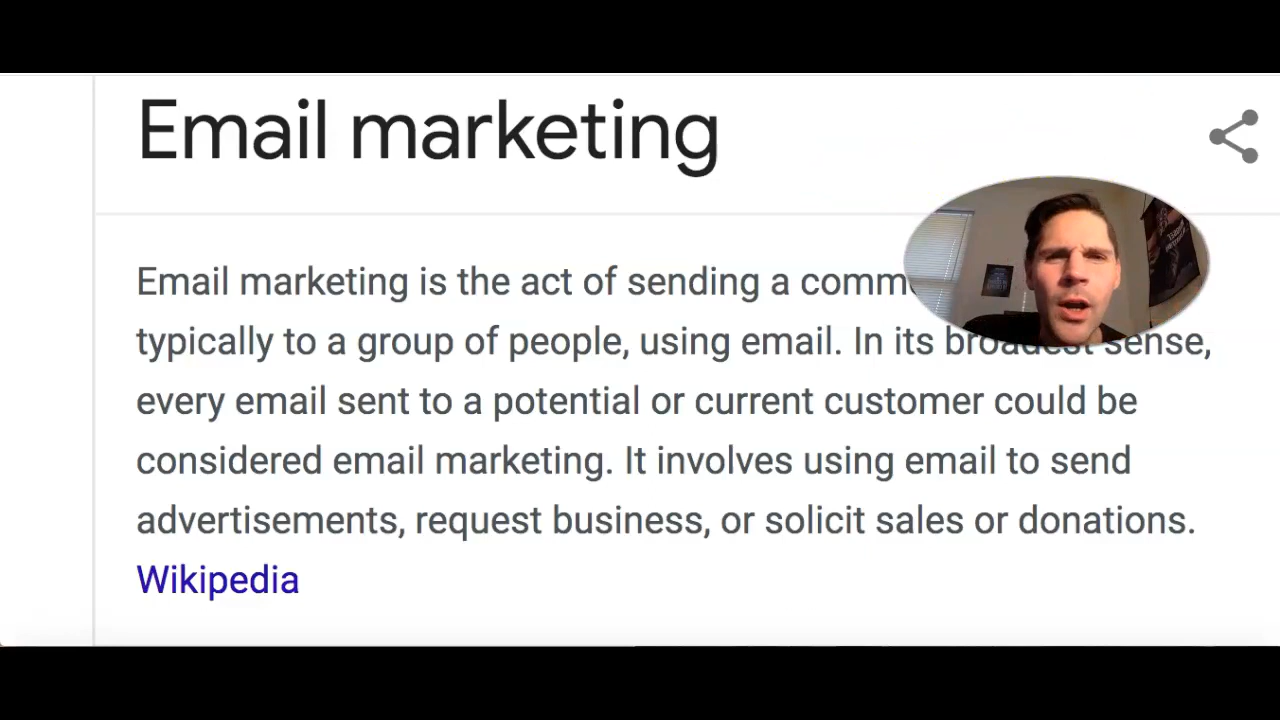 Email marketing
Email marketing is the act of sending a
typically to a group of people, using email. In its broadest sense,
every email sent to a potential or current customer could be
considered email marketing. It involves using email to send
advertisements, request business, or solicit sales or donations.
Wikipedia